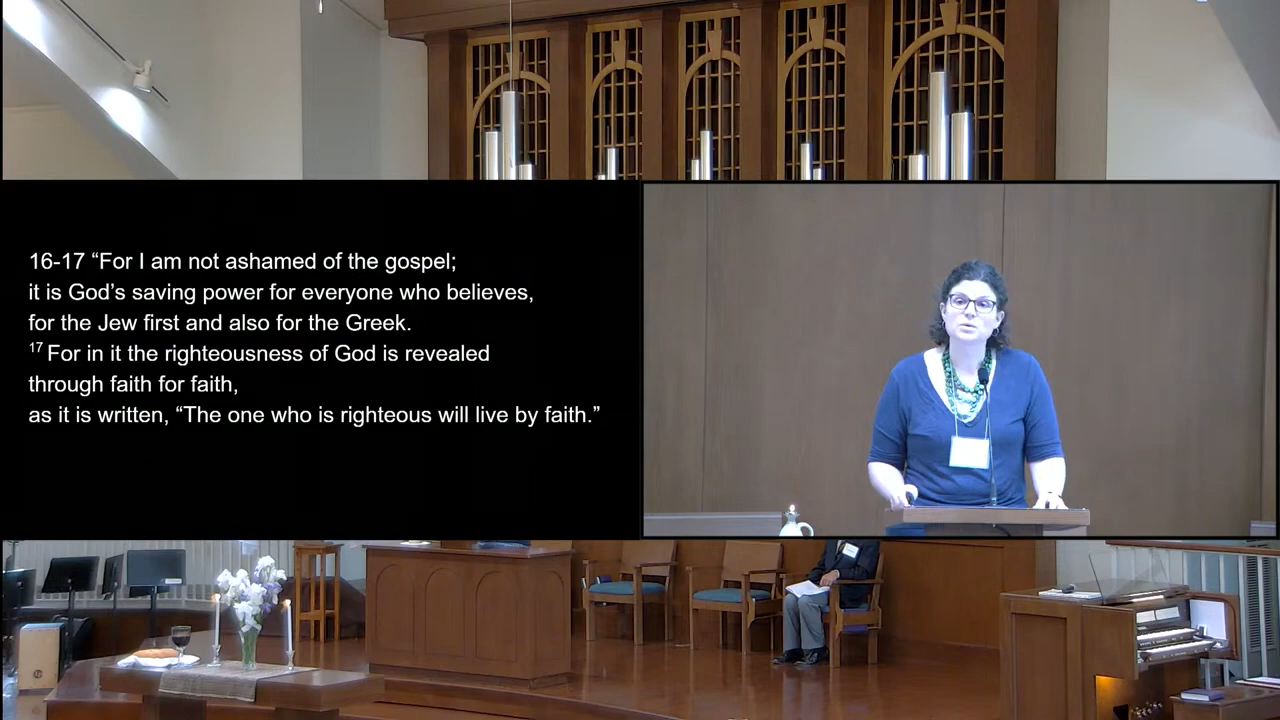 16-17 “For I am not ashamed of the gospel;
it is God’s saving power for everyone who believes,
for the Jew first and also for the Greek.
17 For in it the righteousness of God is revealed
through faith for faith,
as it is written, “The one who is righteous will live by faith.”